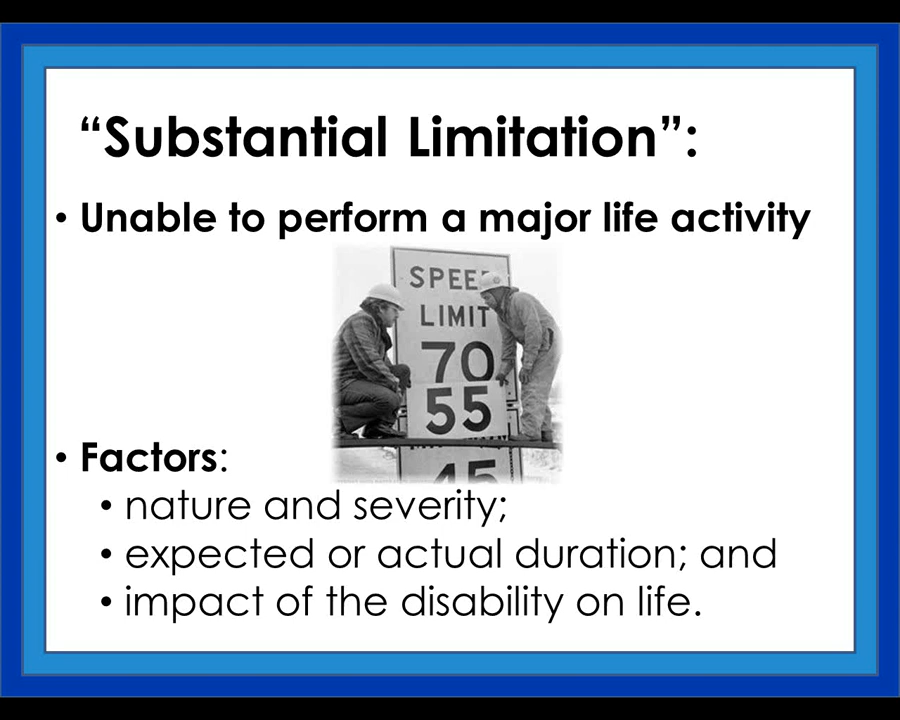 “Substantial Limitation”:
• Unable to perform a major life activity
SPEED
LIMIT
70
55
45
• Factors:
• nature and severity;
• expected or actual duration; and
• impact of the disability on life.